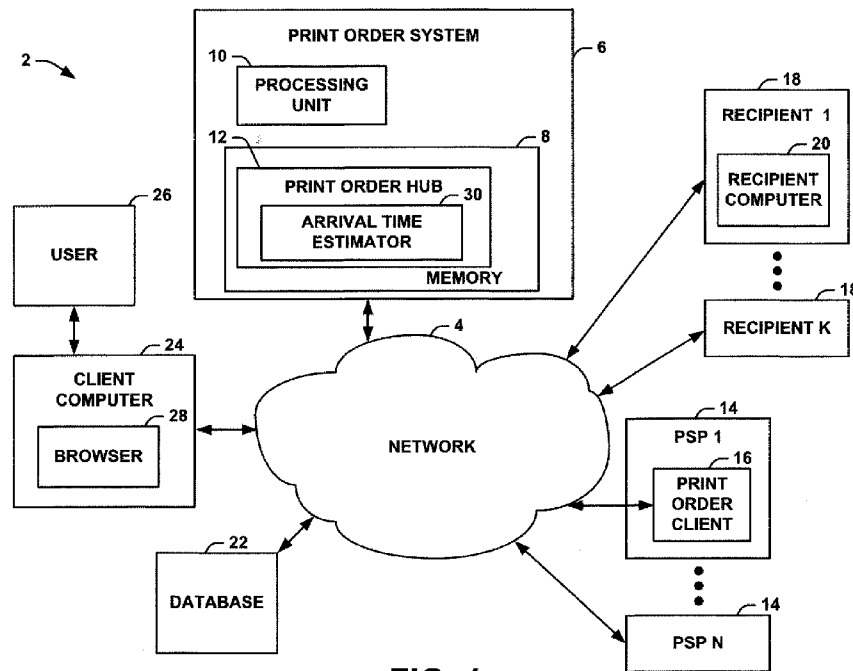 2
PRINT ORDER SYSTEM
6
10
PROCESSING
UNIT
12
8
PRINT ORDER HUB
30
ARRIVAL TIME
ESTIMATOR
MEMORY
26
USER
24
CLIENT
COMPUTER
28
BROWSER
4
NETWORK
22
DATABASE
18
RECIPIENT 1
20
RECIPIENT
COMPUTER
18
RECIPIENT K
14
PSP 1
16
PRINT
ORDER
CLIENT
14
PSP N